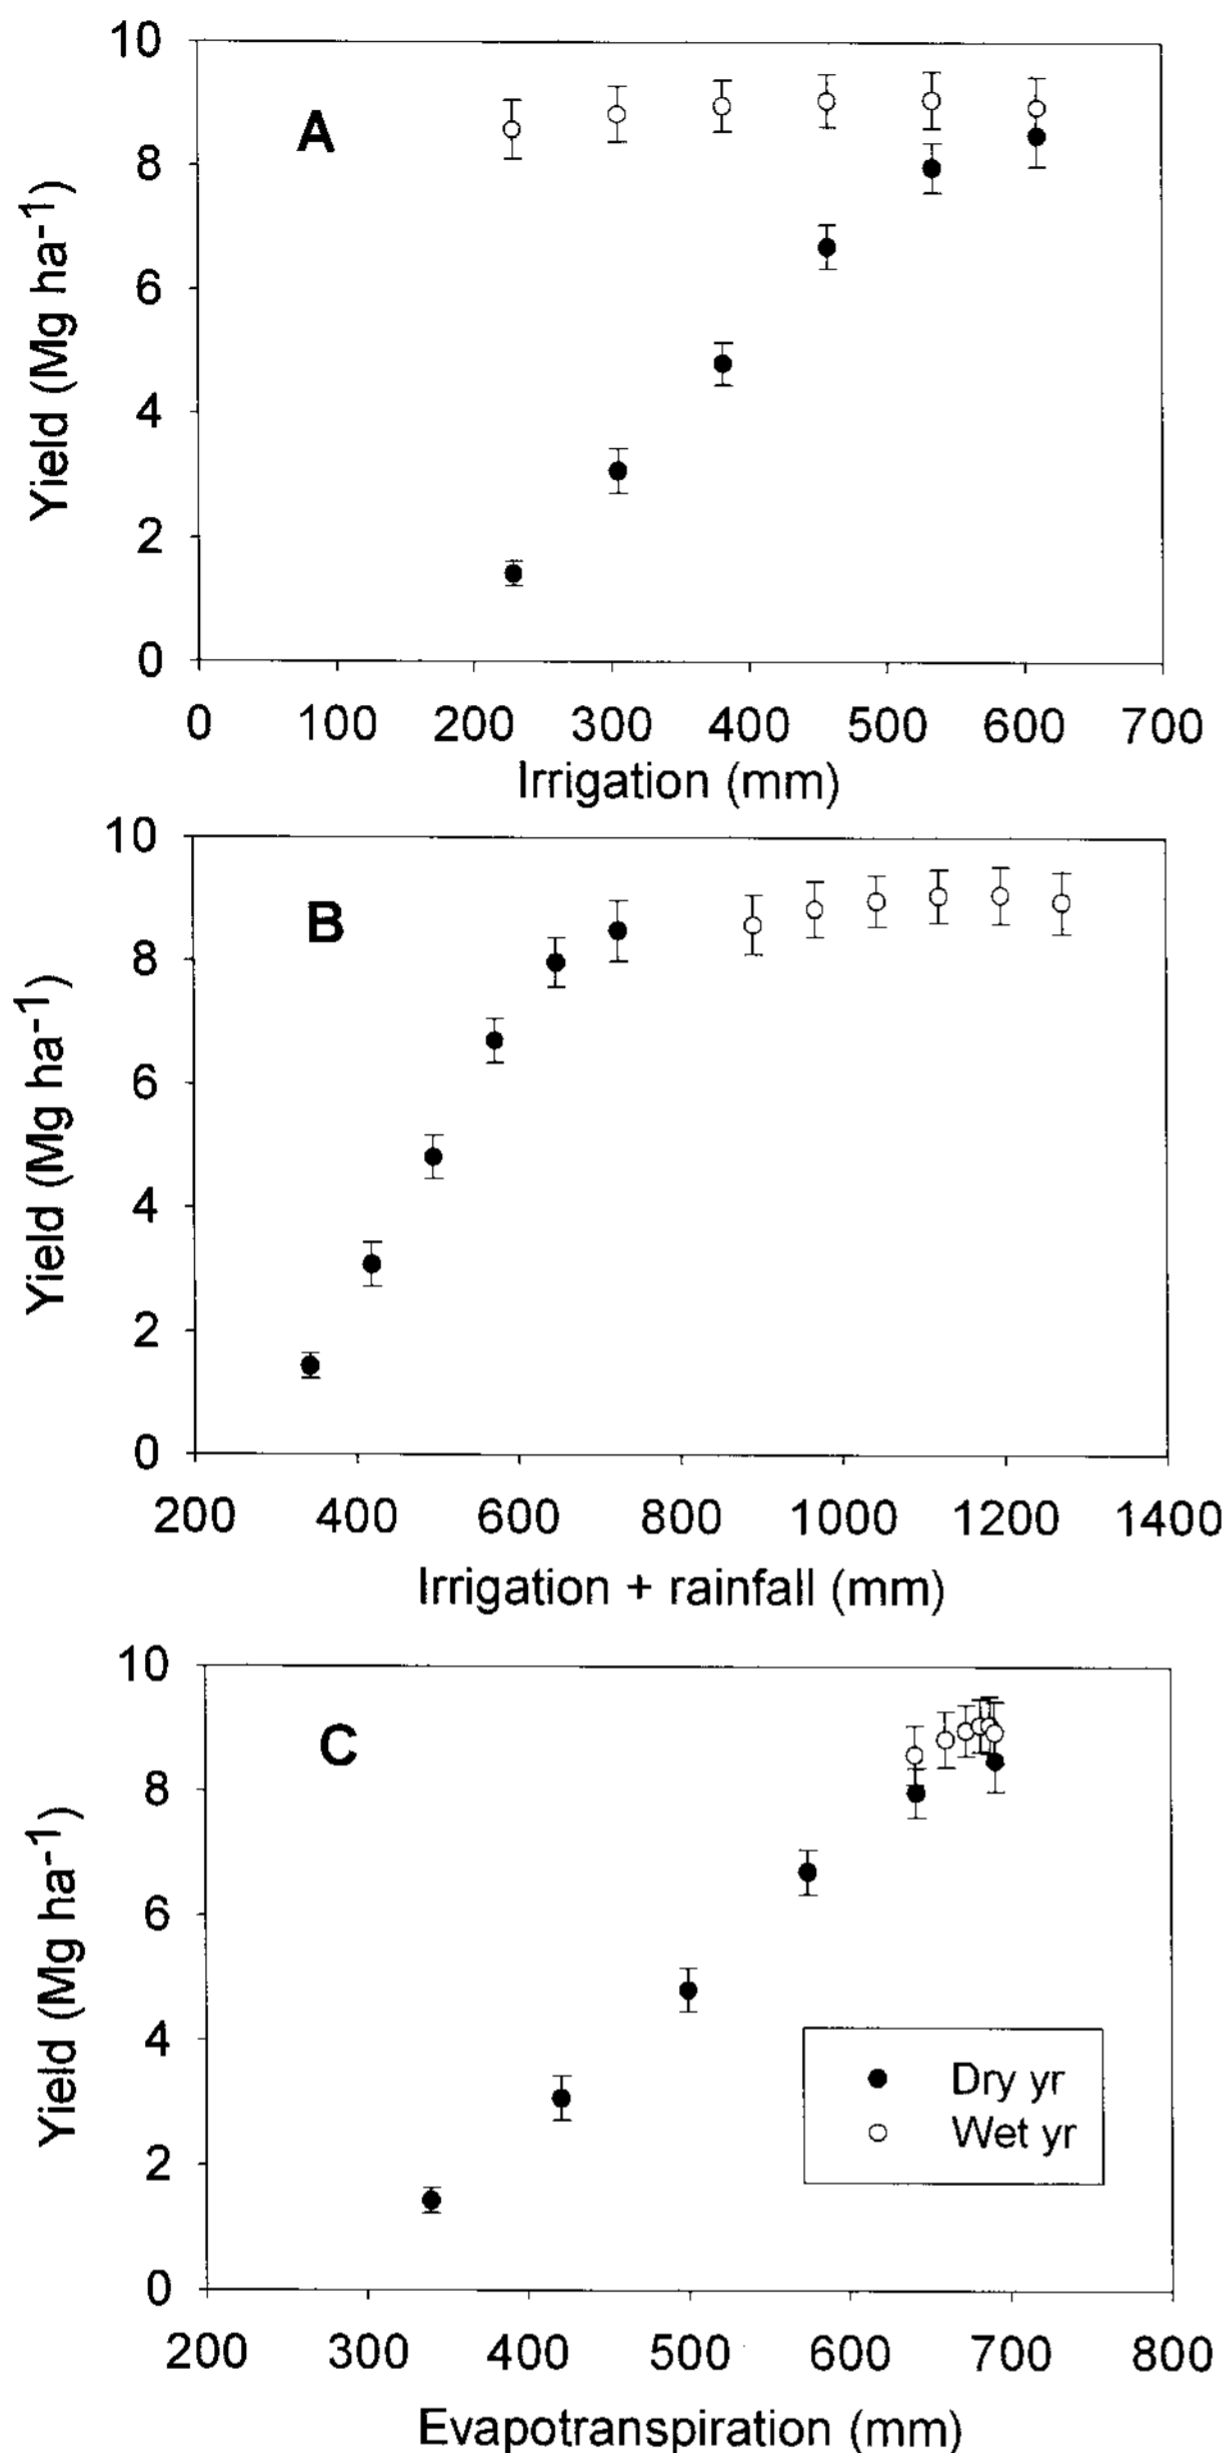 10
8
6
4
2
0
A
Yield (Mg ha-1)
0 100 200 300 400 500 600 700
Irrigation (mm)
10
8
6
4
2
0
B
Yield (Mg ha-1)
200 400 600 800 1000 1200 1400
Irrigation + rainfall (mm)
10
8
6
4
2
0
C
Yield (Mg ha-1)
Dry yr
Wet yr
200 300 400 500 600 700 800
Evapotranspiration (mm)